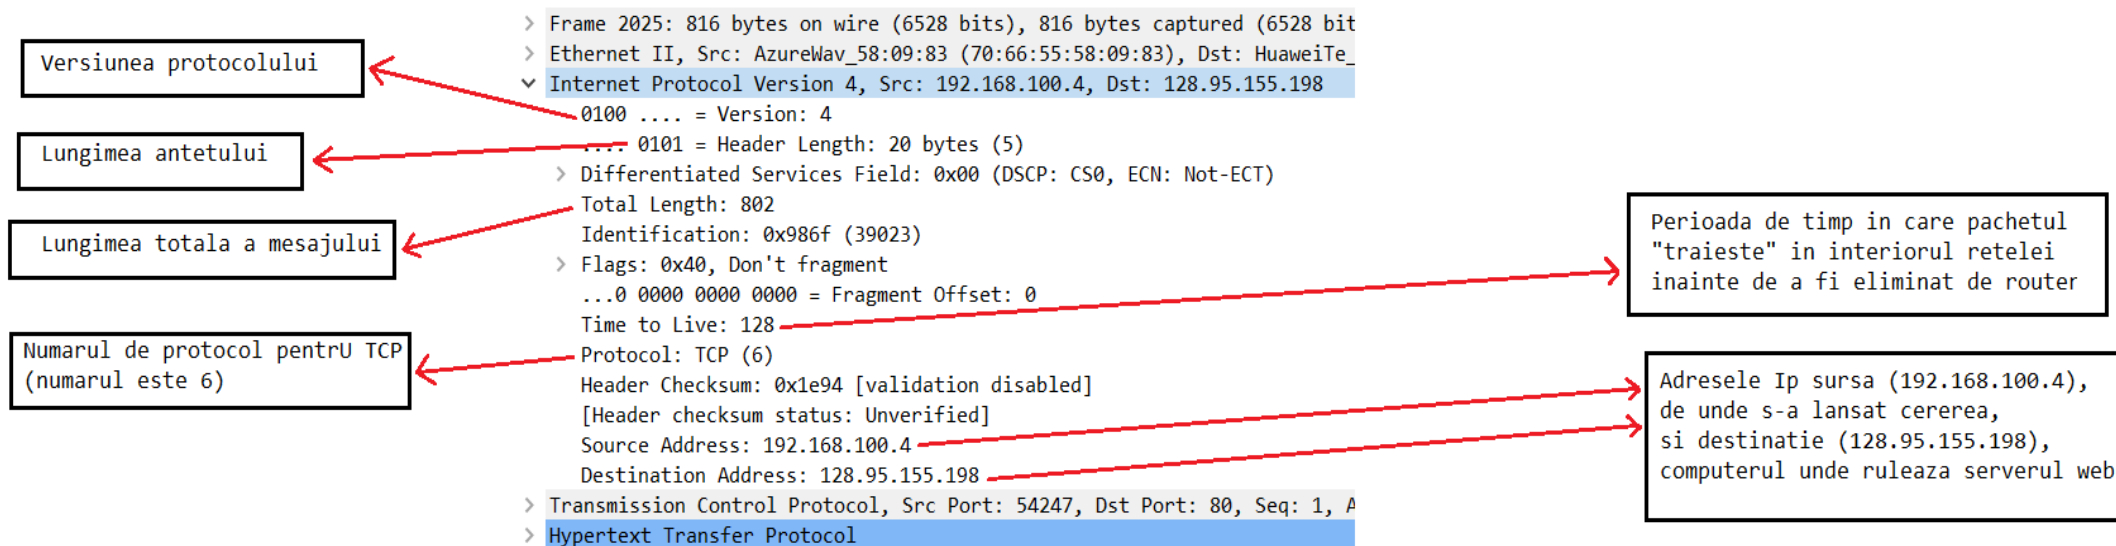 Frame 2025: 816 bytes on wire (6528 bits), 816 bytes captured (6528 bit
Ethernet II, Src: AzureWav_58:09:83 (70:66:55:58:09:83), Dst: HuaweiTe_
Internet Protocol Version 4, Src: 192.168.100.4, Dst: 128.95.155.198
0100 .... = Version: 4
.... 0101 = Header Length: 20 bytes (5)
Differentiated Services Field: 0x00 (DSCP: CS0, ECN: Not-ECT)
Total Length: 802
Identification: 0x986f (39023)
Flags: 0x40, Don't fragment
...0 0000 0000 0000 = Fragment Offset: 0
Time to Live: 128
Protocol: TCP (6)
Header Checksum: 0x1e94 [validation disabled]
[Header checksum status: Unverified]
Source Address: 192.168.100.4
Destination Address: 128.95.155.198
Transmission Control Protocol, Src Port: 54247, Dst Port: 80, Seq: 1, A
Hypertext Transfer Protocol
Versiunea protocolului
Lungimea antetului
Lungimea totala a mesajului
Numarul de protocol pentrU TCP
(numarul este 6)
Perioada de timp in care pachetul
"traieste" in interiorul retelei
inainte de a fi eliminat de router
Adresele Ip sursa (192.168.100.4),
de unde s-a lansat cererea,
si destinatie (128.95.155.198),
computerul unde ruleaza serverul web